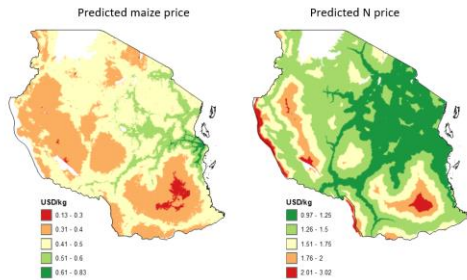 Predicted maize price
Predicted N price
USD/kg
0.13 - 0.3
0.31 - 0.4
0.41 - 0.5
0.51 - 0.6
0.61 - 0.83
USD/kg
0.97 - 1.25
1.26 - 1.5
1.51 - 1.75
1.76 - 2
2.01 - 3.02